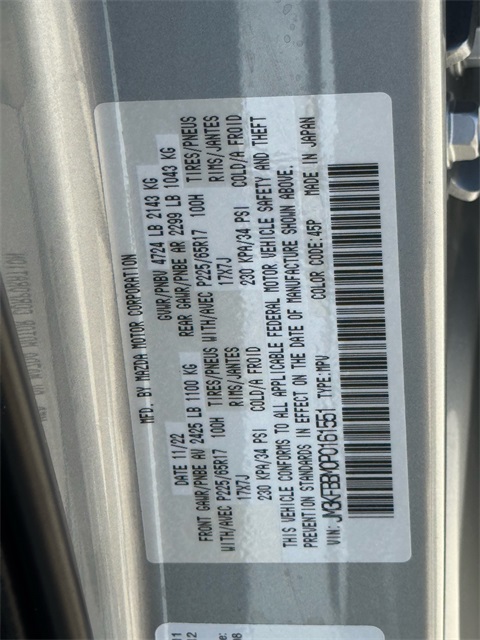 MFD. BY MAZDA MOTOR CORPORATION
DATE 11/22 GVWR/PNBV 4724 LB 2143 KG
FRONT GAWR/PNBE AV 2425 LB 1100 KG REAR GAWR/PNBE AR 2299 LB 1043 KG
WITH/AVEC P225/65R17 100H TIRES/PNEUS WITH/AVEC P225/65R17 100H TIRES/PNEUS
17X7J RIMS/JANTES 17X7J RIMS/JANTES
230 KPA/34 PSI COLD/A FROID 230 KPA/34 PSI COLD/A FROID
THIS VEHICLE CONFORMS TO ALL APPLICABLE FEDERAL MOTOR VEHICLE SAFETY AND THEFT
PREVENTION STANDARDS IN EFFECT ON THE DATE OF MANUFACTURE SHOWN ABOVE.
VIN: JM3KFBBM0P0161551 TYPE:MPV COLOR CODE:45P MADE IN JAPAN